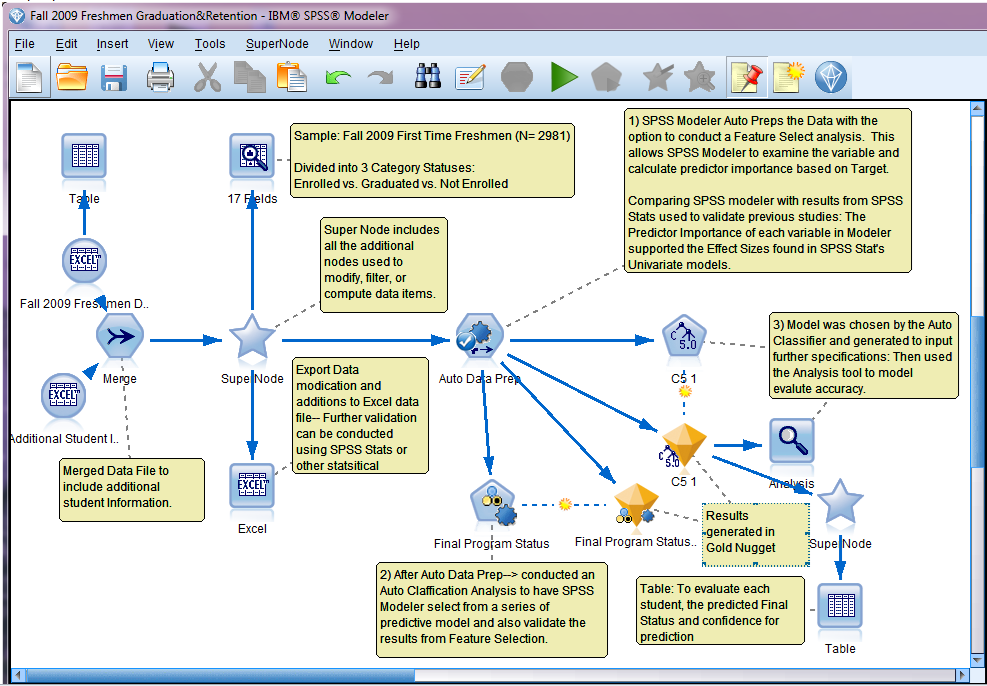 Fall 2009 Freshmen Graduation&Retention - IBM® SPSS® Modeler
File Edit Insert View Tools SuperNode Window Help
Table
EXCEL™
Fall 2009 Freshmen D..
Merge
EXCEL™
Additional Student I..
Merged Data File to
include additional
student Information.
17 Fields
Sample: Fall 2009 First Time Freshmen (N= 2981)
Divided into 3 Category Statuses:
Enrolled vs. Graduated vs. Not Enrolled
Super Node includes
all the additional
nodes used to
modify, filter, or
compute data items.
SuperNode
Export Data
modication and
additions to Excel data
file-- Further validation
can be conducted
using SPSS Stats or
other statsitical
EXCEL™
Excel
1) SPSS Modeler Auto Preps the Data with the
option to conduct a Feature Select analysis. This
allows SPSS Modeler to examine the variable and
calculate predictor importance based on Target.
Comparing SPSS modeler with results from SPSS
Stats used to validate previous studies: The
Predictor Importance of each variable in Modeler
supported the Effect Sizes found in SPSS Stat's
Univariate models.
Auto Data Prep
C 5.0
C5 1
3) Model was chosen by the Auto
Classifier and generated to input
further specifications: Then used
the Analysis tool to model
evalute accuracy.
C 5.0
C5 1
Analysis
Final Program Status
Final Program Status..
Results
generated in
Gold Nugget
SuperNode
2) After Auto Data Prep--> conducted an
Auto Claffication Analysis to have SPSS
Modeler select from a series of
predictive model and also validate the
results from Feature Selection.
Table: To evaluate each
student, the predicted Final
Status and confidence for
prediction
Table